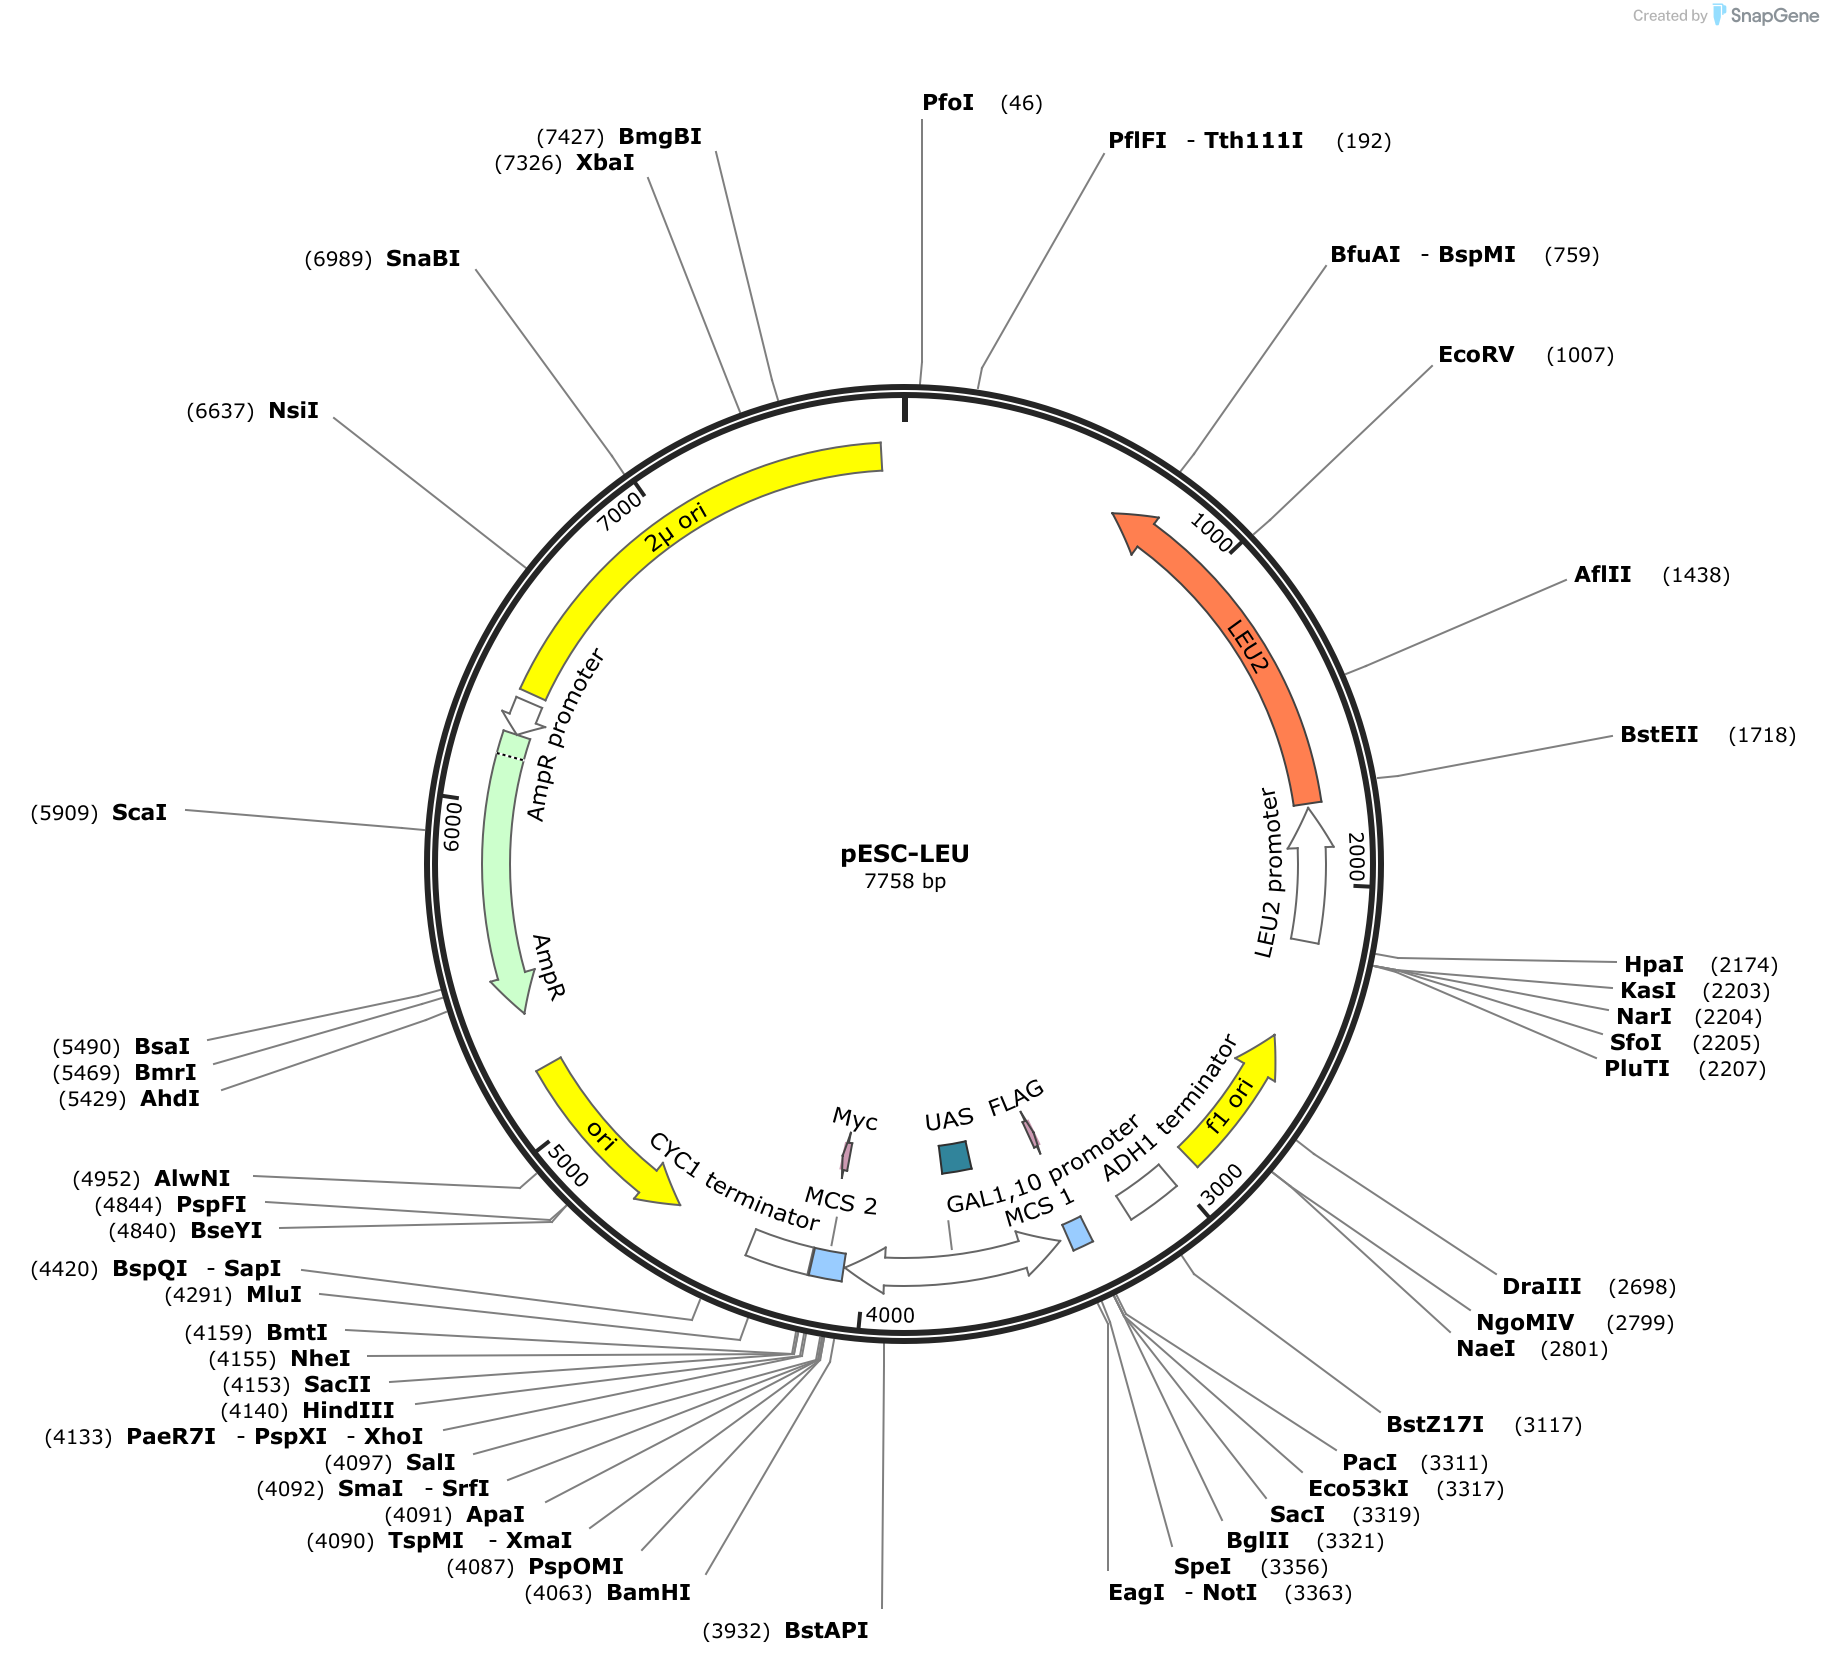 Created by SnapGene
PfoI (46)
PflFI - Tth111I (192)
BfuAI - BspMI (759)
EcoRV (1007)
AflII (1438)
BstEII (1718)
HpaI (2174)
KasI (2203)
NarI (2204)
SfoI (2205)
PluTI (2207)
DraIII (2698)
NgoMIV (2799)
NaeI (2801)
BstZ17I (3117)
PacI (3311)
Eco53kI (3317)
SacI (3319)
BglII (3321)
SpeI (3356)
EagI - NotI (3363)
(3932) BstAPI
(4063) BamHI
(4087) PspOMI
(4090) TspMI - XmaI
(4091) ApaI
(4092) SmaI - SrfI
(4097) SalI
(4133) PaeR7I - PspXI - XhoI
(4140) HindIII
(4153) SacII
(4155) NheI
(4159) BmtI
(4291) MluI
(4420) BspQI - SapI
(4840) BseYI
(4844) PspFI
(4952) AlwNI
(5429) AhdI
(5469) BmrI
(5490) BsaI
(5909) ScaI
(6637) NsiI
(6989) SnaBI
(7326) XbaI
(7427) BmgBI
1000
2000
3000
4000
5000
6000
7000
LEU2
LEU2 promoter
f1 ori
ADH1 terminator
MCS 1
GAL1,10 promoter
FLAG
UAS
Myc
MCS 2
CYC1 terminator
ori
AmpR
AmpR promoter
2μ ori
pESC-LEU
7758 bp